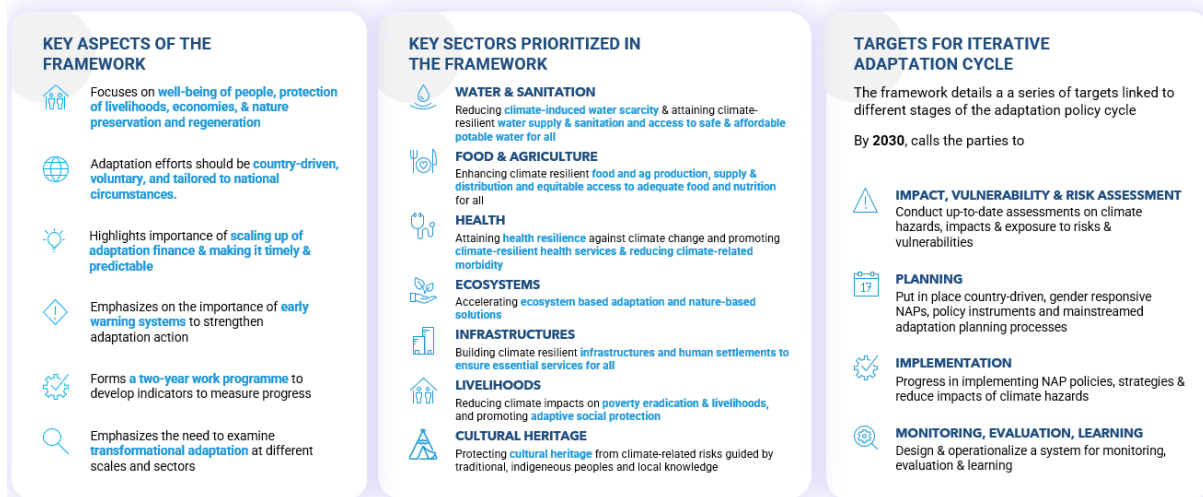 KEY ASPECTS OF THE
FRAMEWORK
Focuses on well-being of people, protection
of livelihoods, economies, & nature
preservation and regeneration
Adaptation efforts should be country-driven,
voluntary, and tailored to national
circumstances.
Highlights importance of scaling up of
adaptation finance & making it timely &
predictable
Emphasizes on the importance of early
warning systems to strengthen
adaptation action
Forms a two-year work programme to
develop indicators to measure progress
Emphasizes the need to examine
transformational adaptation at different
scales and sectors
KEY SECTORS PRIORITIZED IN
THE FRAMEWORK
WATER & SANITATION
Reducing climate-induced water scarcity & attaining climate-
resilient water supply & sanitation and access to safe & affordable
potable water for all
FOOD & AGRICULTURE
Enhancing climate resilient food and ag production, supply &
distribution and equitable access to adequate food and nutrition
for all
HEALTH
Attaining health resilience against climate change and promoting
climate-resilient health services & reducing climate-related
morbidity
ECOSYSTEMS
Accelerating ecosystem based adaptation and nature-based
solutions
INFRASTRUCTURES
Building climate resilient infrastructures and human settlements to
ensure essential services for all
LIVELIHOODS
Reducing climate impacts on poverty eradication & livelihoods,
and promoting adaptive social protection
CULTURAL HERITAGE
Protecting cultural heritage from climate-related risks guided by
traditional, indigeneous peoples and local knowledge
TARGETS FOR ITERATIVE
ADAPTATION CYCLE
The framework details a a series of targets linked to
different stages of the adaptation policy cycle
By 2030, calls the parties to
IMPACT, VULNERABILITY & RISK ASSESSMENT
Conduct up-to-date assessments on climate
hazards, impacts & exposure to risks &
vulnerabilities
17
PLANNING
Put in place country-driven, gender responsive
NAPs, policy instruments and mainstreamed
adaptation planning processes
IMPLEMENTATION
Progress in implementing NAP policies, strategies &
reduce impacts of climate hazards
MONITORING, EVALUATION, LEARNING
Design & operationalize a system for monitoring,
evaluation & learning